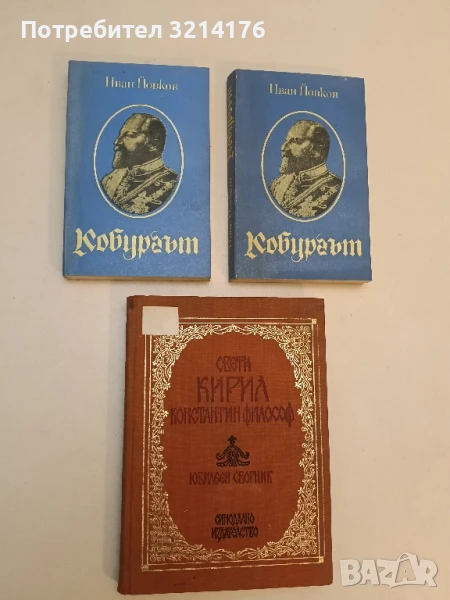 Потребител 3214176
Иван Йовков
Кобургът
Иван Йовков
Кобургът
СВЕТИ
КИРИЛ
КОНСТАНТИН ФИЛОСОФ
ЮБИЛЕЕН СБОРНИК
СИНОДАЛНО
ИЗДАТЕЛСТВО
BAZAR